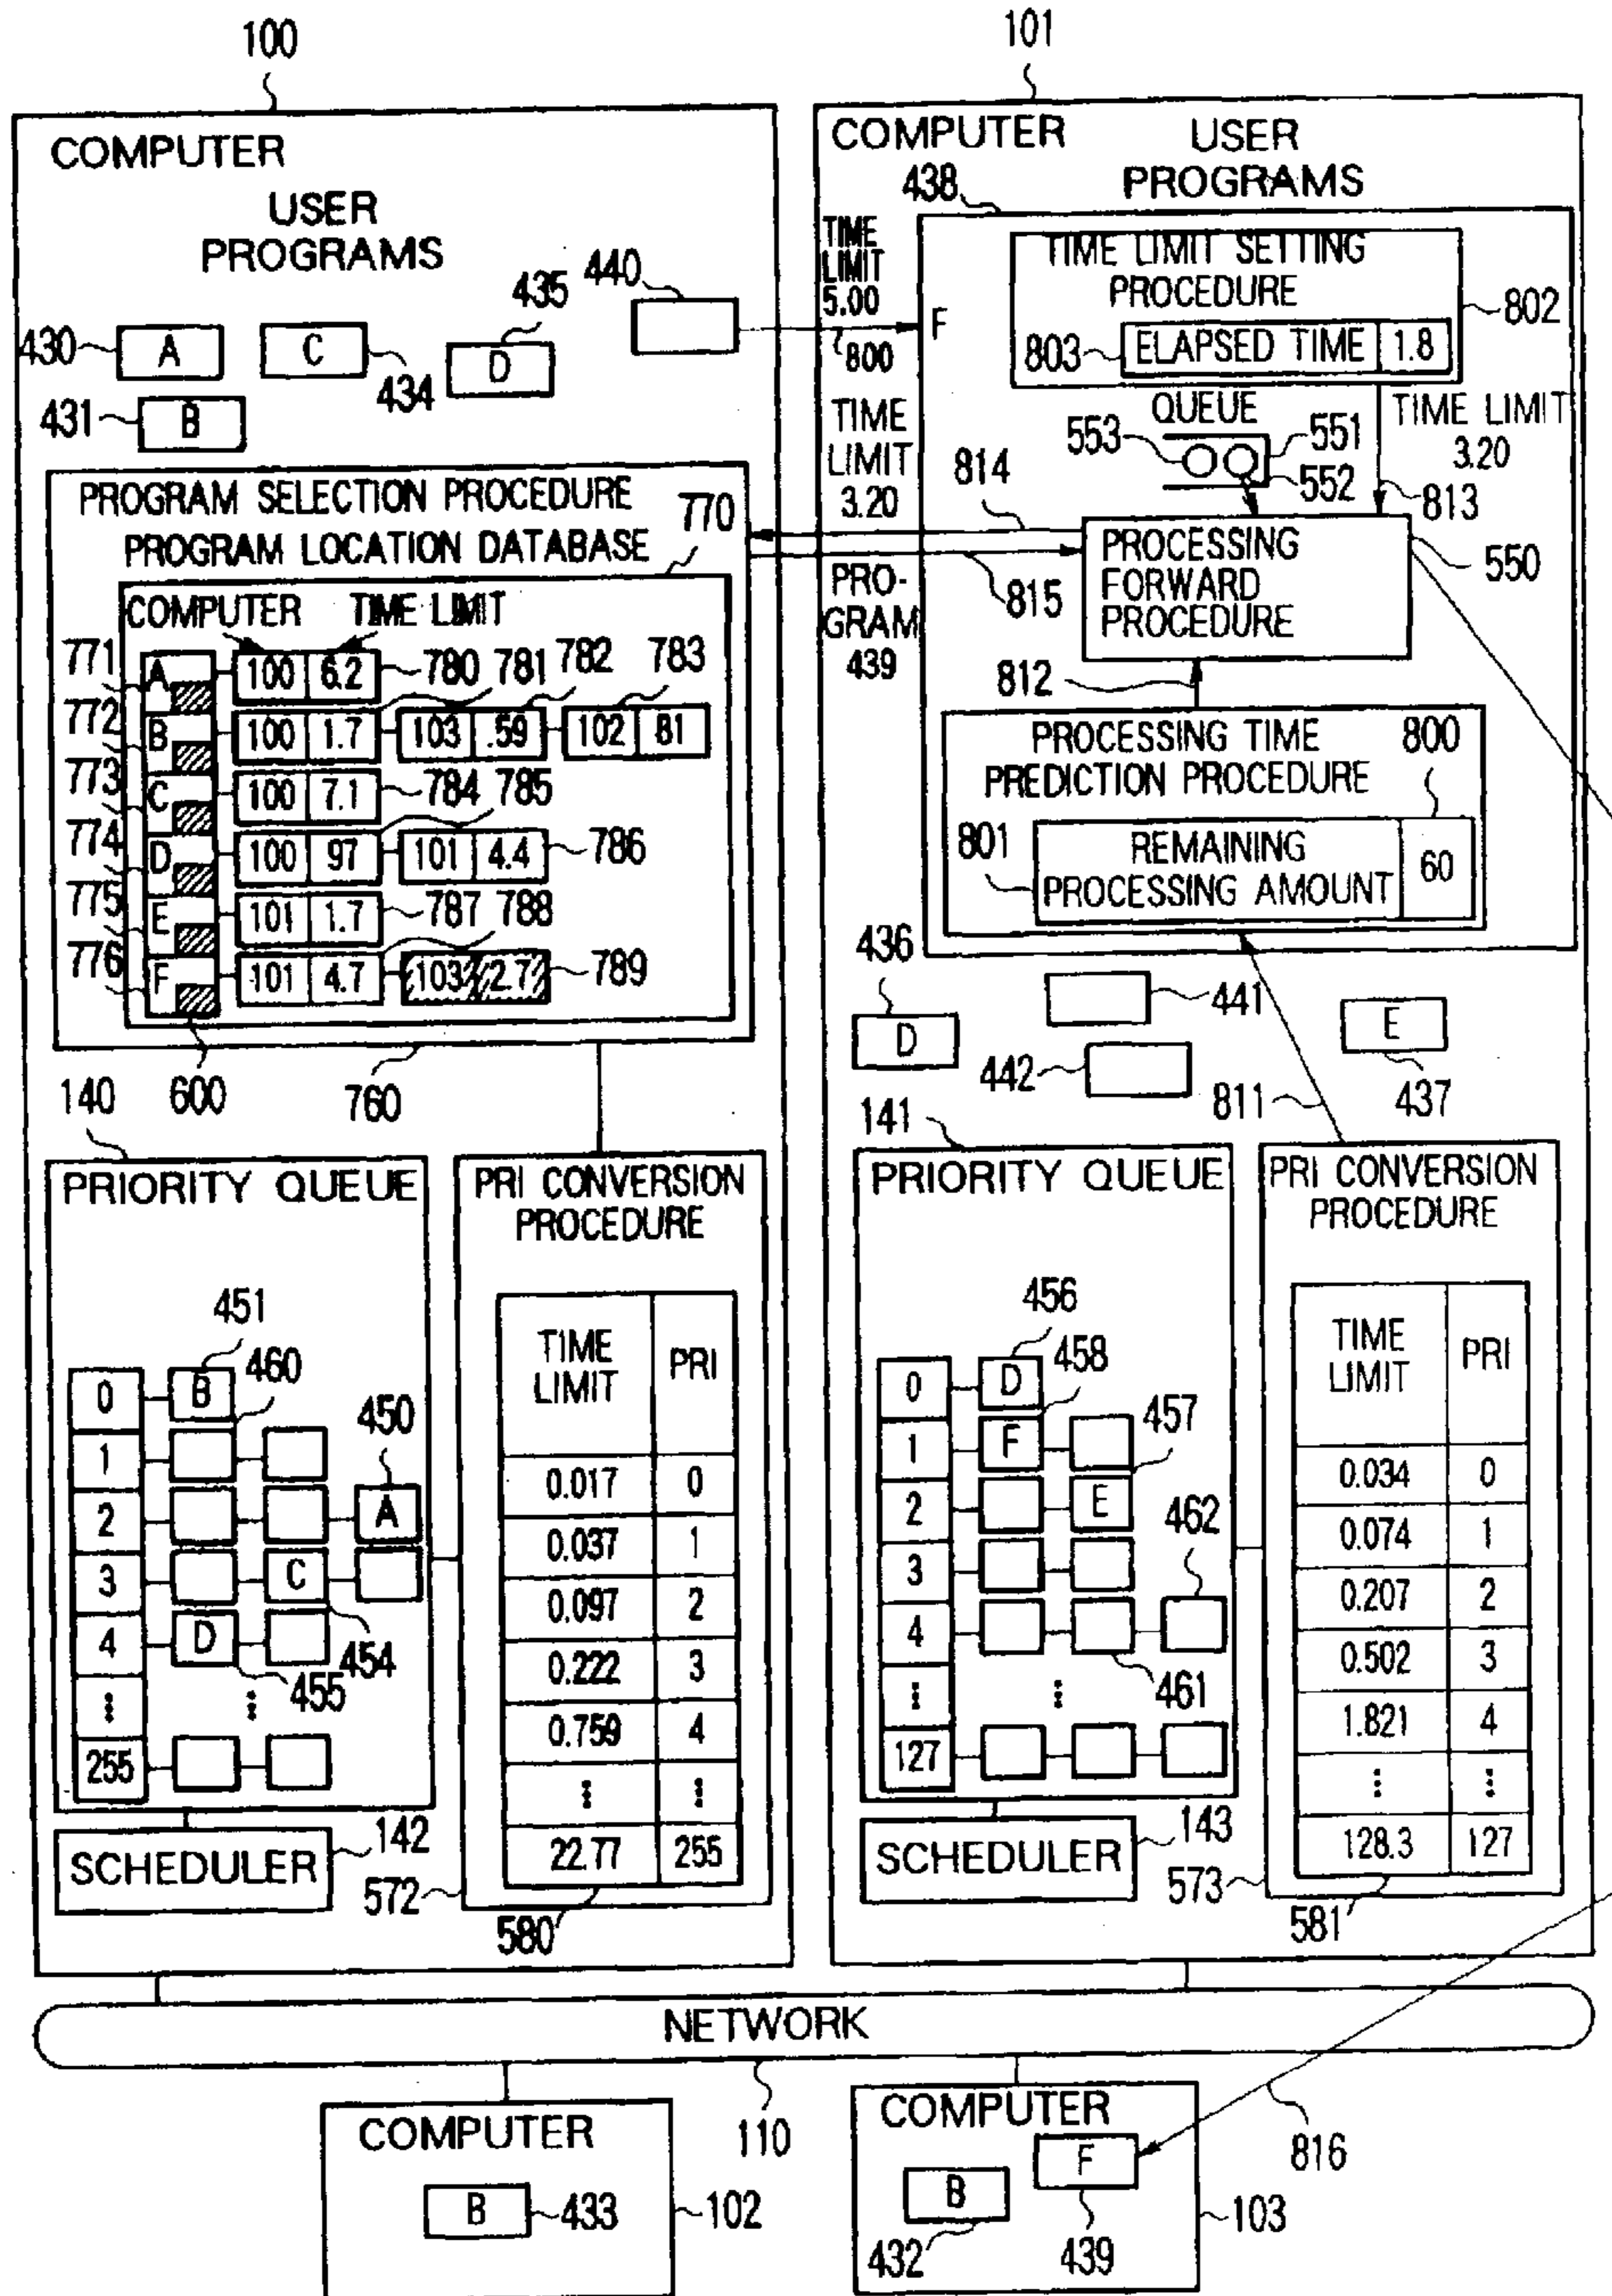 100
COMPUTER
USER
PROGRAMS
430
A
C
434
435
D
440
431
B
PROGRAM SELECTION PROCEDURE
770
PROGRAM LOCATION DATABASE
COMPUTER TIME LIMIT
771 A 100 6.2 780 781 782 783
772 B 100 1.7 103 .59 102 81
773 C 100 7.1 784 785
774 D 100 97 101 4.4 786
775 E 101 1.7 787 788
776 F 101 4.7 103 2.7 789
600
760
140
PRIORITY QUEUE
451
460
450
0 B
1
2 A
3 C
4 D
454
455
⋮ ⋮
255
SCHEDULER
142
572
PRI CONVERSION
PROCEDURE
TIME
LIMIT
PRI
0.017 0
0.037 1
0.097 2
0.222 3
0.759 4
⋮ ⋮
22.77 255
580
TIME
LIMIT
5.00
800
TIME
LIMIT
3.20
814
PRO-
GRAM
439
815
101
COMPUTER
USER
PROGRAMS
438
F
TIME LIMIT SETTING
PROCEDURE
802
803
ELAPSED TIME 1.8
QUEUE
553
551
552
TIME LIMIT
3.20
813
PROCESSING
FORWARD
PROCEDURE
550
812
PROCESSING TIME
PREDICTION PROCEDURE
800
801
REMAINING
PROCESSING AMOUNT
60
436
D
441
442
E
437
811
141
PRIORITY QUEUE
456
458
457
462
0 D
1 F
2 E
3
4
461
⋮ ⋮
127
SCHEDULER
143
573
PRI CONVERSION
PROCEDURE
TIME
LIMIT
PRI
0.034 0
0.074 1
0.207 2
0.502 3
1.821 4
⋮ ⋮
128.3 127
581
NETWORK
110
COMPUTER
B
433
102
COMPUTER
F
B
432
439
103
816